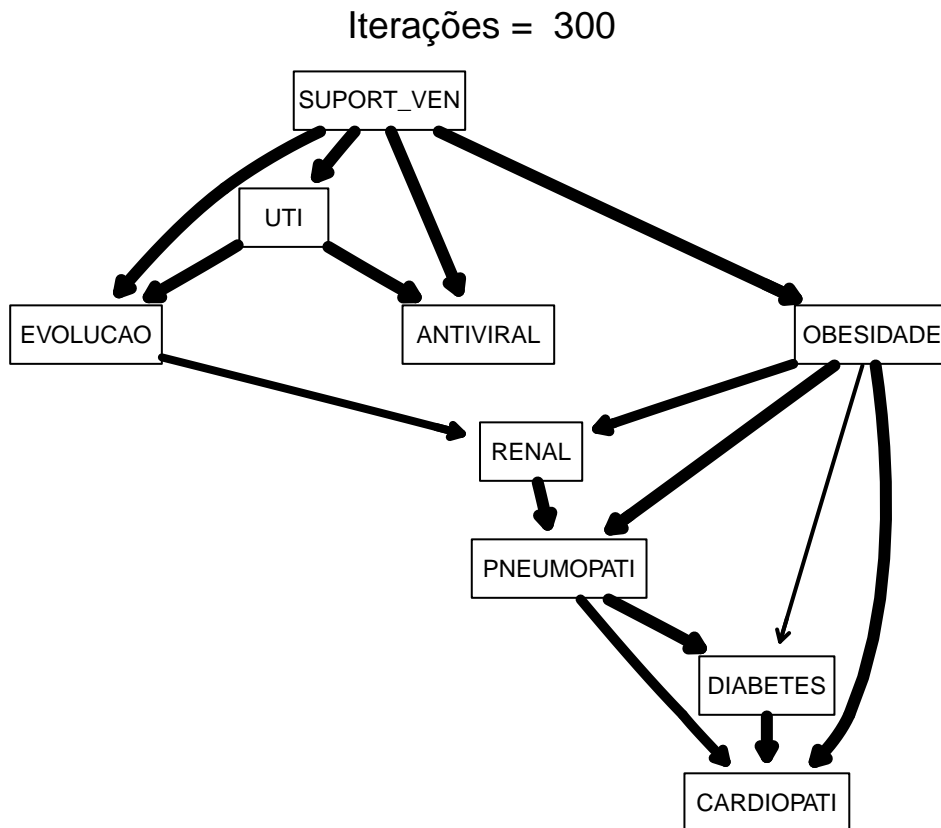 Iterações = 300
SUPORT_VEN
UTI
EVOLUCAO
ANTIVIRAL
OBESIDADE
RENAL
PNEUMOPATI
DIABETES
CARDIOPATI